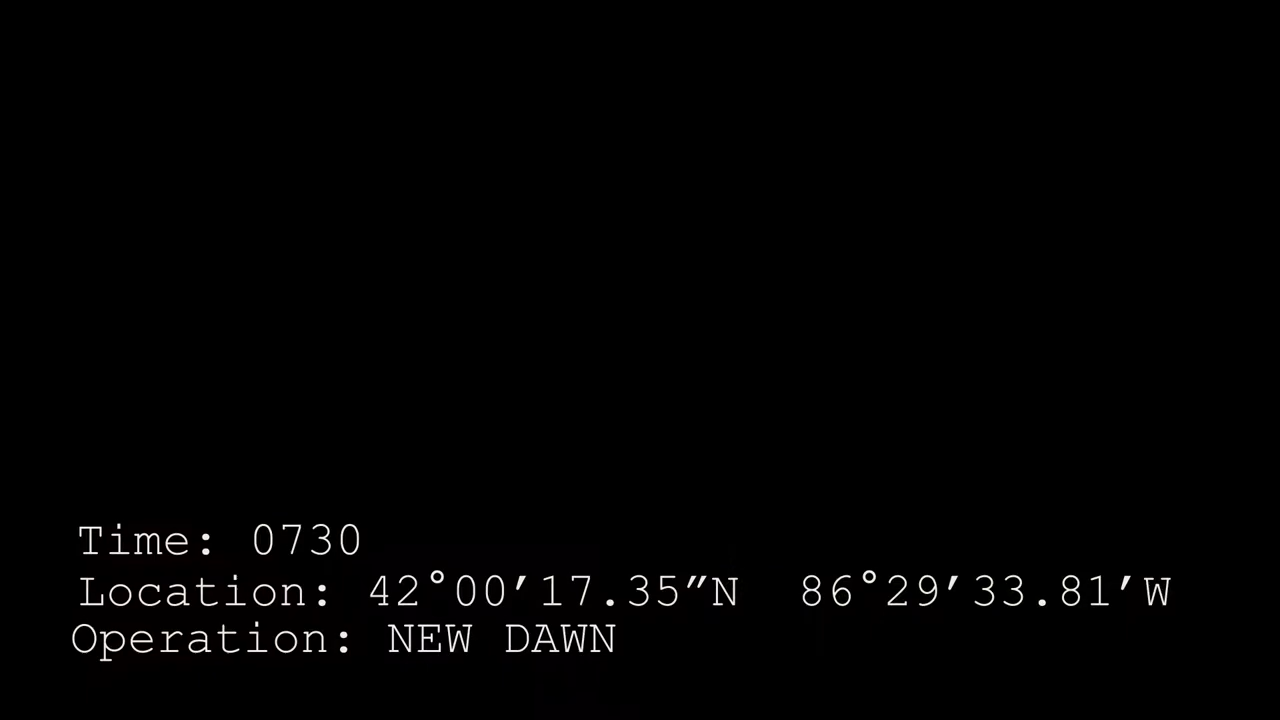 Time: 0730
Location: 42°00′17.35″N 86°29′33.81′W
Operation: NEW DAWN